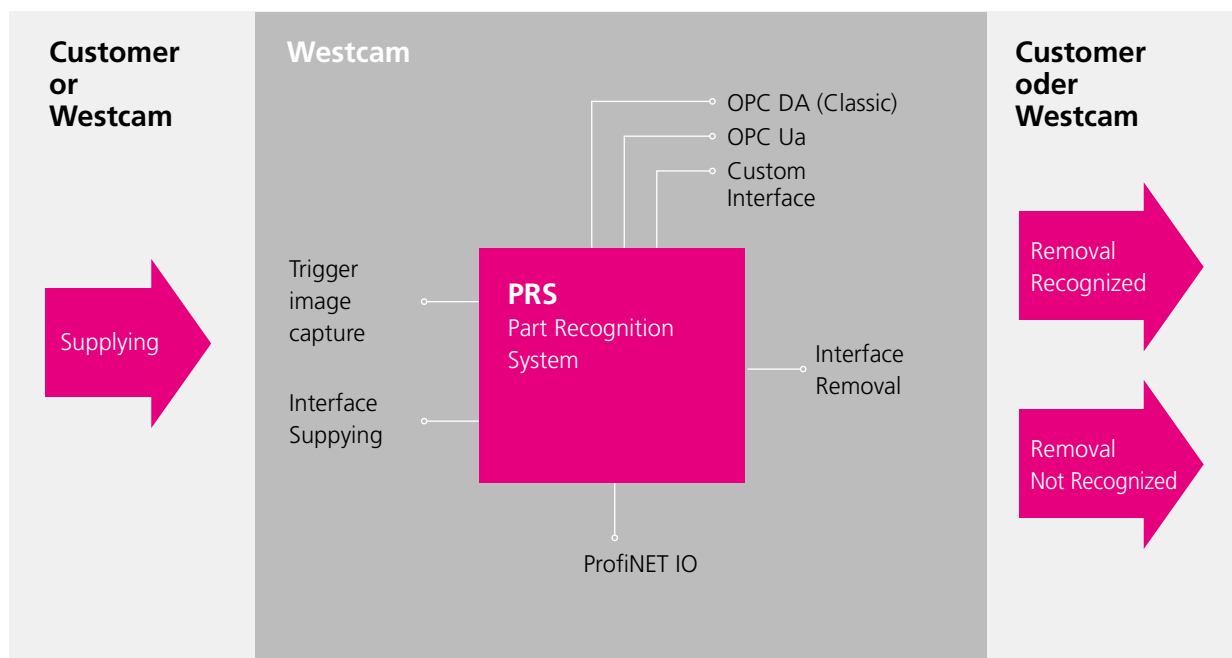 Customer
or
Westcam
Supplying
Westcam
OPC DA (Classic)
OPC Ua
Custom
Interface
Trigger
image
capture
Interface
Suppying
PRS
Part Recognition
System
Interface
Removal
ProfiNET IO
Customer
oder
Westcam
Removal
Recognized
Removal
Not Recognized